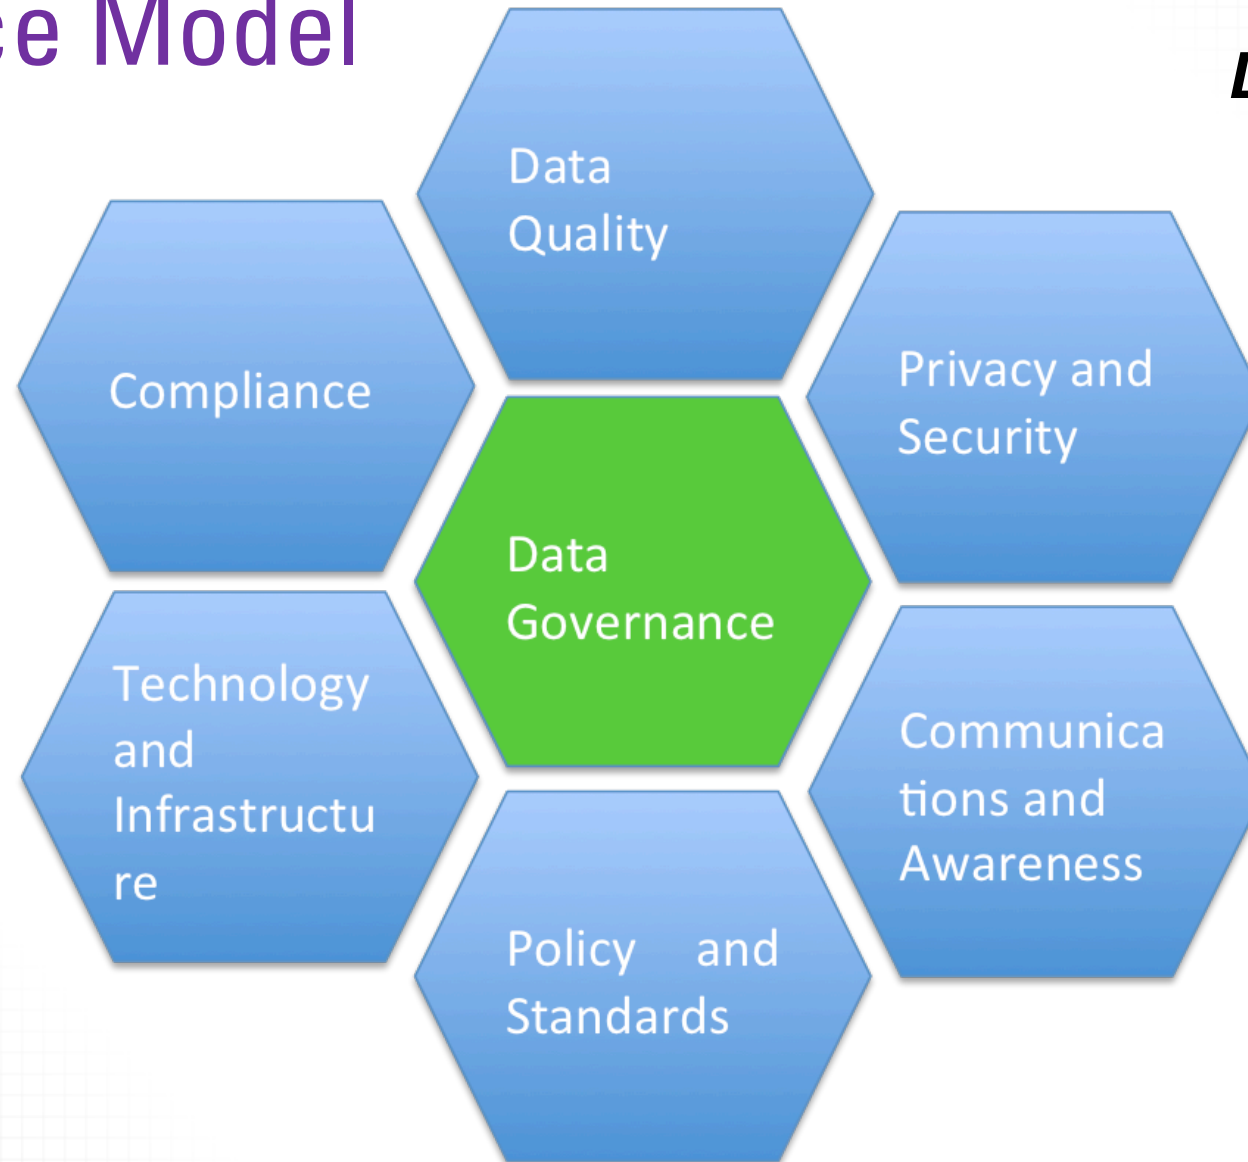 ce Model
Data
Quality
Compliance
Privacy and
Security
Data
Governance
Technology
and
Infrastructu
re
Communica
tions and
Awareness
Policy and
Standards